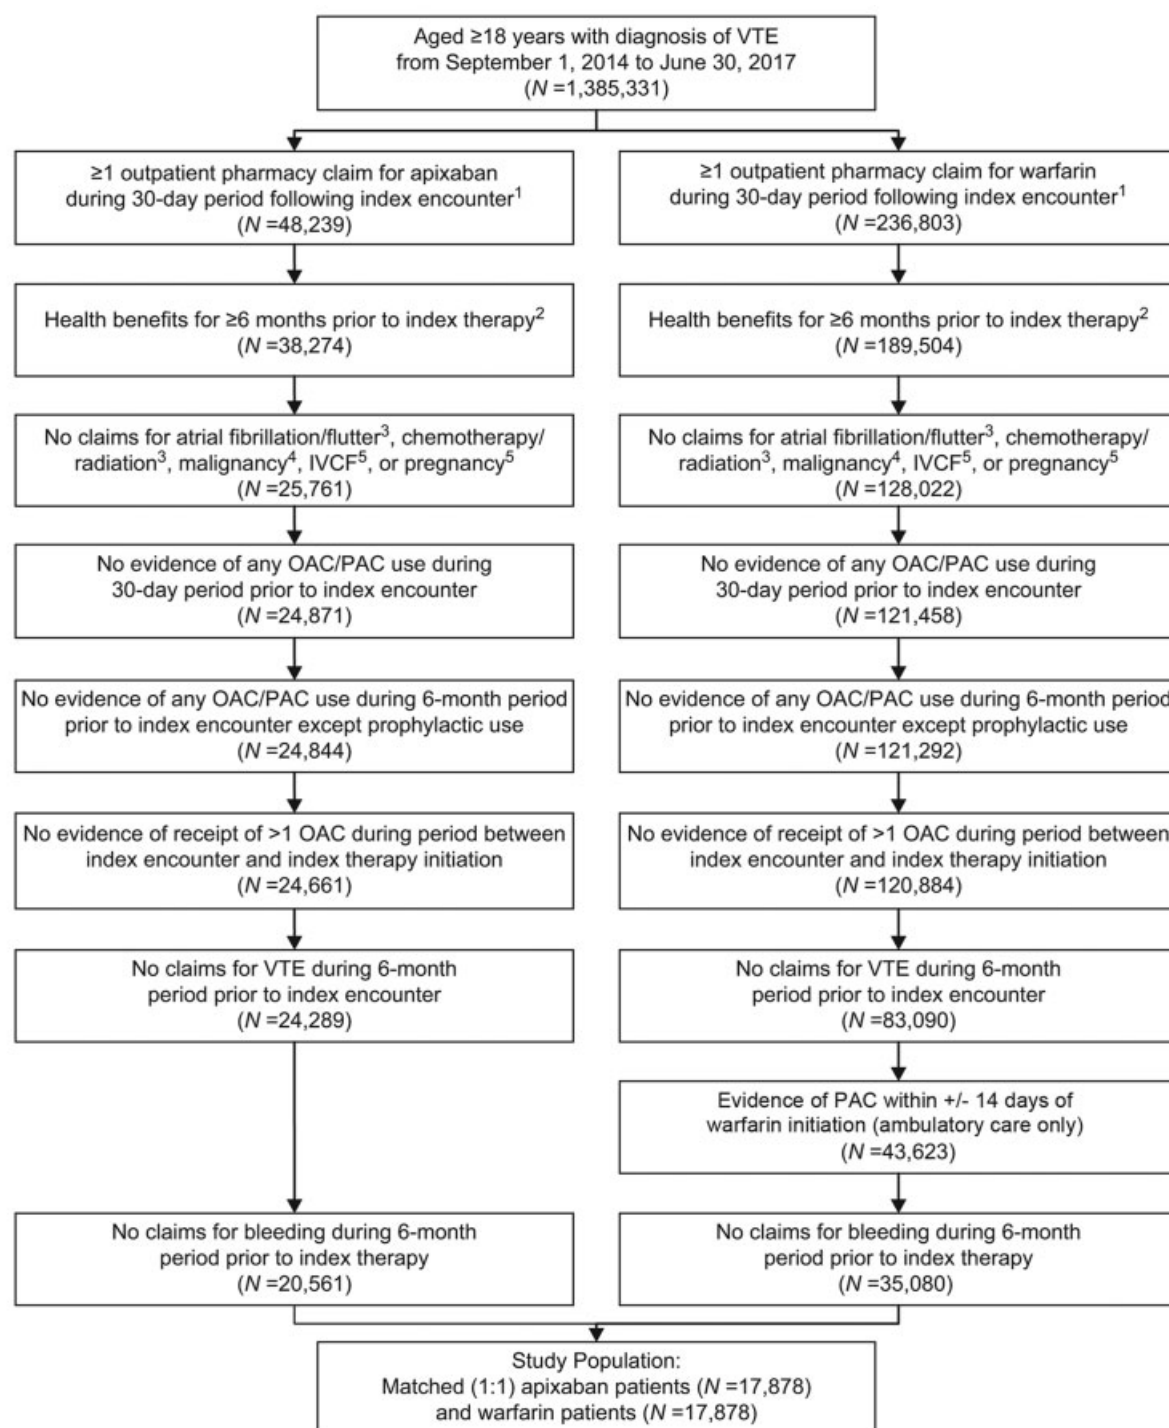 Aged ≥18 years with diagnosis of VTE
from September 1, 2014 to June 30, 2017
(N =1,385,331)
≥1 outpatient pharmacy claim for apixaban
during 30-day period following index encounter1
(N =48,239)
≥1 outpatient pharmacy claim for warfarin
during 30-day period following index encounter1
(N =236,803)
Health benefits for ≥6 months prior to index therapy2
(N =38,274)
Health benefits for ≥6 months prior to index therapy2
(N =189,504)
No claims for atrial fibrillation/flutter3, chemotherapy/
radiation3, malignancy4, IVCF5, or pregnancy5
(N =25,761)
No claims for atrial fibrillation/flutter3, chemotherapy/
radiation3, malignancy4, IVCF5, or pregnancy5
(N =128,022)
No evidence of any OAC/PAC use during
30-day period prior to index encounter
(N =24,871)
No evidence of any OAC/PAC use during
30-day period prior to index encounter
(N =121,458)
No evidence of any OAC/PAC use during 6-month period
prior to index encounter except prophylactic use
(N =24,844)
No evidence of any OAC/PAC use during 6-month period
prior to index encounter except prophylactic use
(N =121,292)
No evidence of receipt of >1 OAC during period between
index encounter and index therapy initiation
(N =24,661)
No evidence of receipt of >1 OAC during period between
index encounter and index therapy initiation
(N =120,884)
No claims for VTE during 6-month
period prior to index encounter
(N =24,289)
No claims for VTE during 6-month
period prior to index encounter
(N =83,090)
Evidence of PAC within +/- 14 days of
warfarin initiation (ambulatory care only)
(N =43,623)
No claims for bleeding during 6-month
period prior to index therapy
(N =20,561)
No claims for bleeding during 6-month
period prior to index therapy
(N =35,080)
Study Population:
Matched (1:1) apixaban patients (N =17,878)
and warfarin patients (N =17,878)